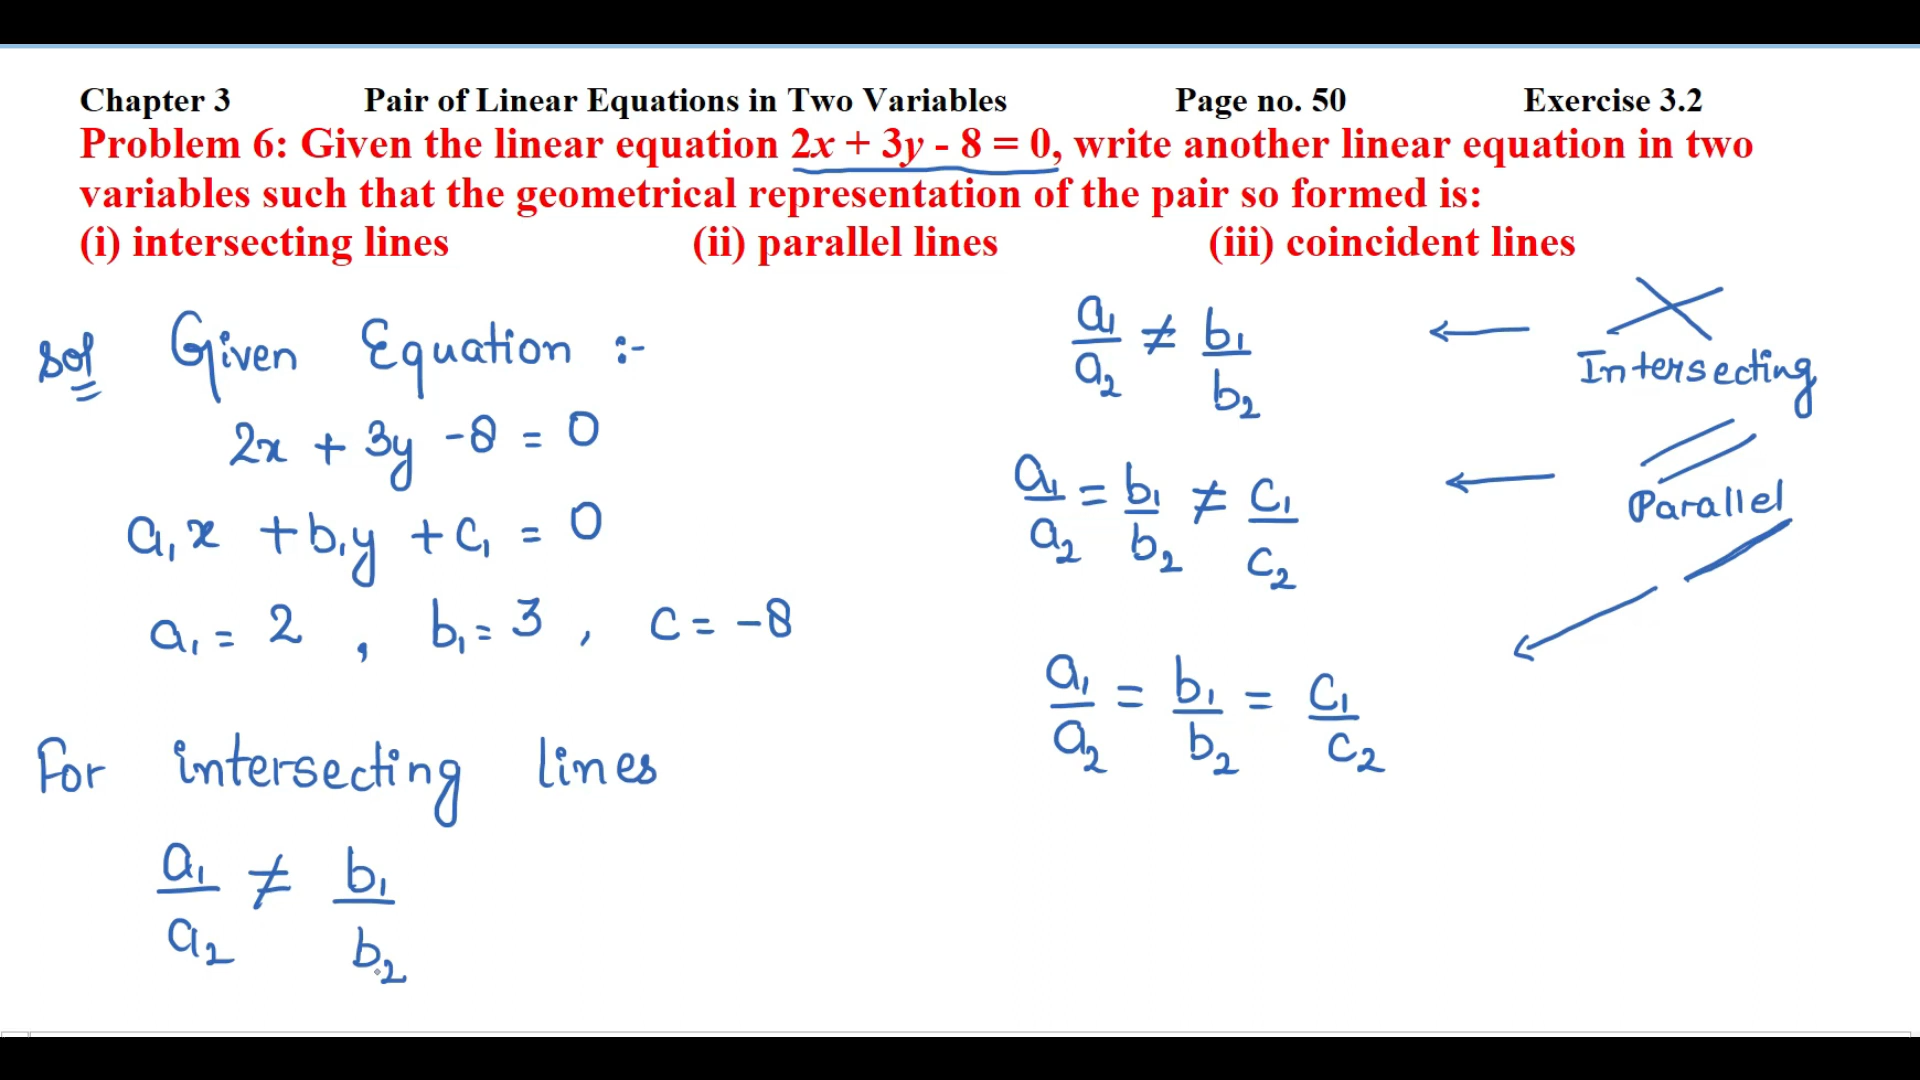 Chapter 3 Pair of Linear Equations in Two Variables Page no. 50 Exercise 3.2
Problem 6: Given the linear equation 2x + 3y - 8 = 0, write another linear equation in two
variables such that the geometrical representation of the pair so formed is:
(i) intersecting lines (ii) parallel lines (iii) coincident lines
Sol Given Equation :-
2x + 3y -8 = 0
a₁x +b₁y +c₁ = 0
a₁= 2 , b₁= 3 , c= -8
For intersecting lines
a₁/a₂ ≠ b₁/b₂
a₁/a₂ ≠ b₁/b₂ ← Intersecting
a₁/a₂ = b₁/b₂ ≠ c₁/c₂ ← Parallel
a₁/a₂ = b₁/b₂ = c₁/c₂